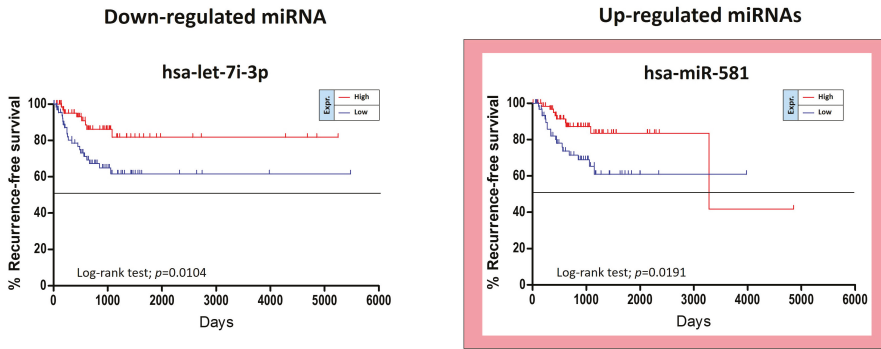 Down-regulated miRNA
Up-regulated miRNAs
hsa-let-7i-3p
Expr.
High
Low
% Recurrence-free survival
100
80
60
40
20
0
Log-rank test; p=0.0104
0 1000 2000 3000 4000 5000 6000
Days
hsa-miR-581
Expr.
High
Low
% Recurrence-free survival
100
80
60
40
20
0
Log-rank test; p=0.0191
0 1000 2000 3000 4000 5000 6000
Days